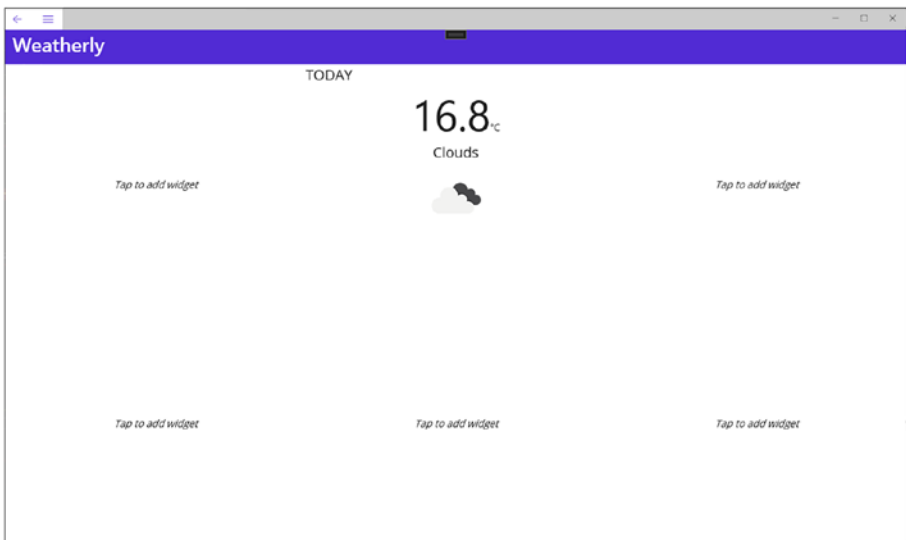 Weatherly
TODAY
16.8°C
Clouds
Tap to add widget
Tap to add widget
Tap to add widget
Tap to add widget
Tap to add widget